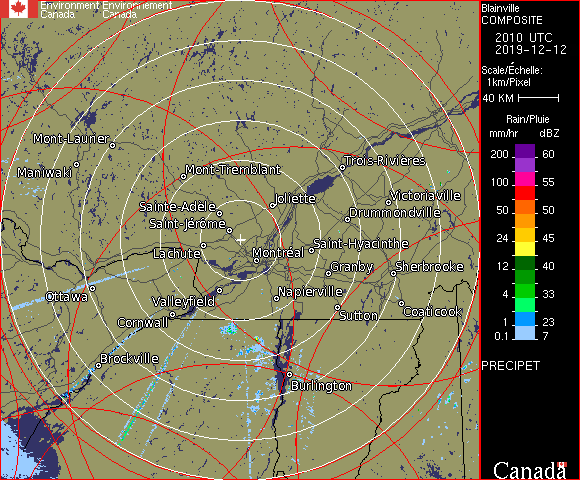 Environment Environnement
Canada Canada
Blainville
COMPOSITE
2010 UTC
2019-12-12
Scale/Échelle:
1km/Pixel
40 KM
Rain/Pluie
mm/hr dBZ
200 60
100 55
50 50
24 45
12 40
8 35
4 33
1 23
0.1 7
PRECIPET
Mont-Laurier
Maniwaki
Mont-Tremblant
Trois-Rivières
Joliette
Victoriaville
Sainte-Adèle
Drummondville
Saint-Jérôme
Lachute
Montréal
Saint-Hyacinthe
Granby
Sherbrooke
Ottawa
Valleyfield
Napierville
Cornwall
Sutton
Coaticook
Brockville
Burlington
Canada